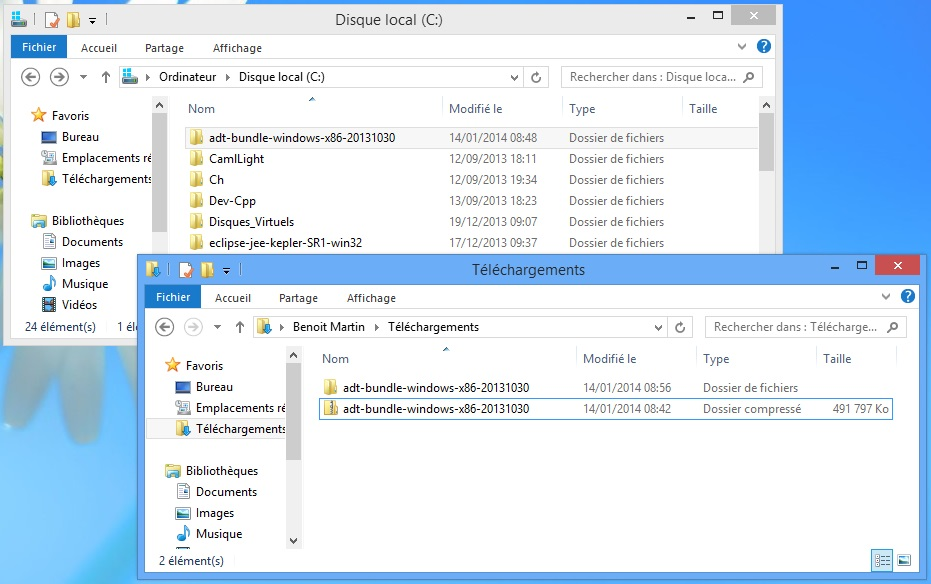 Disque local (C:)
Fichier Accueil Partage Affichage
Ordinateur Disque local (C:) Rechercher dans : Disque loca...
Favoris
Bureau
Emplacements ré
Téléchargements
Bibliothèques
Documents
Images
Musique
Vidéos
24 élément(s) 1 élé
Nom Modifié le Type Taille
adt-bundle-windows-x86-20131030 14/01/2014 08:48 Dossier de fichiers
CamlLight 12/09/2013 18:11 Dossier de fichiers
Ch 12/09/2013 19:34 Dossier de fichiers
Dev-Cpp 13/09/2013 18:23 Dossier de fichiers
Disques_Virtuels 19/12/2013 09:07 Dossier de fichiers
eclipse-jee-kepler-SR1-win32 17/12/2013 09:37 Dossier de fichiers
Téléchargements
Fichier Accueil Partage Affichage
Benoit Martin Téléchargements Rechercher dans : Télécharge...
Favoris
Bureau
Emplacements ré
Téléchargements
Bibliothèques
Documents
Images
Musique
2 élément(s)
Nom Modifié le Type Taille
adt-bundle-windows-x86-20131030 14/01/2014 08:56 Dossier de fichiers
adt-bundle-windows-x86-20131030 14/01/2014 08:42 Dossier compressé 491 797 Ko